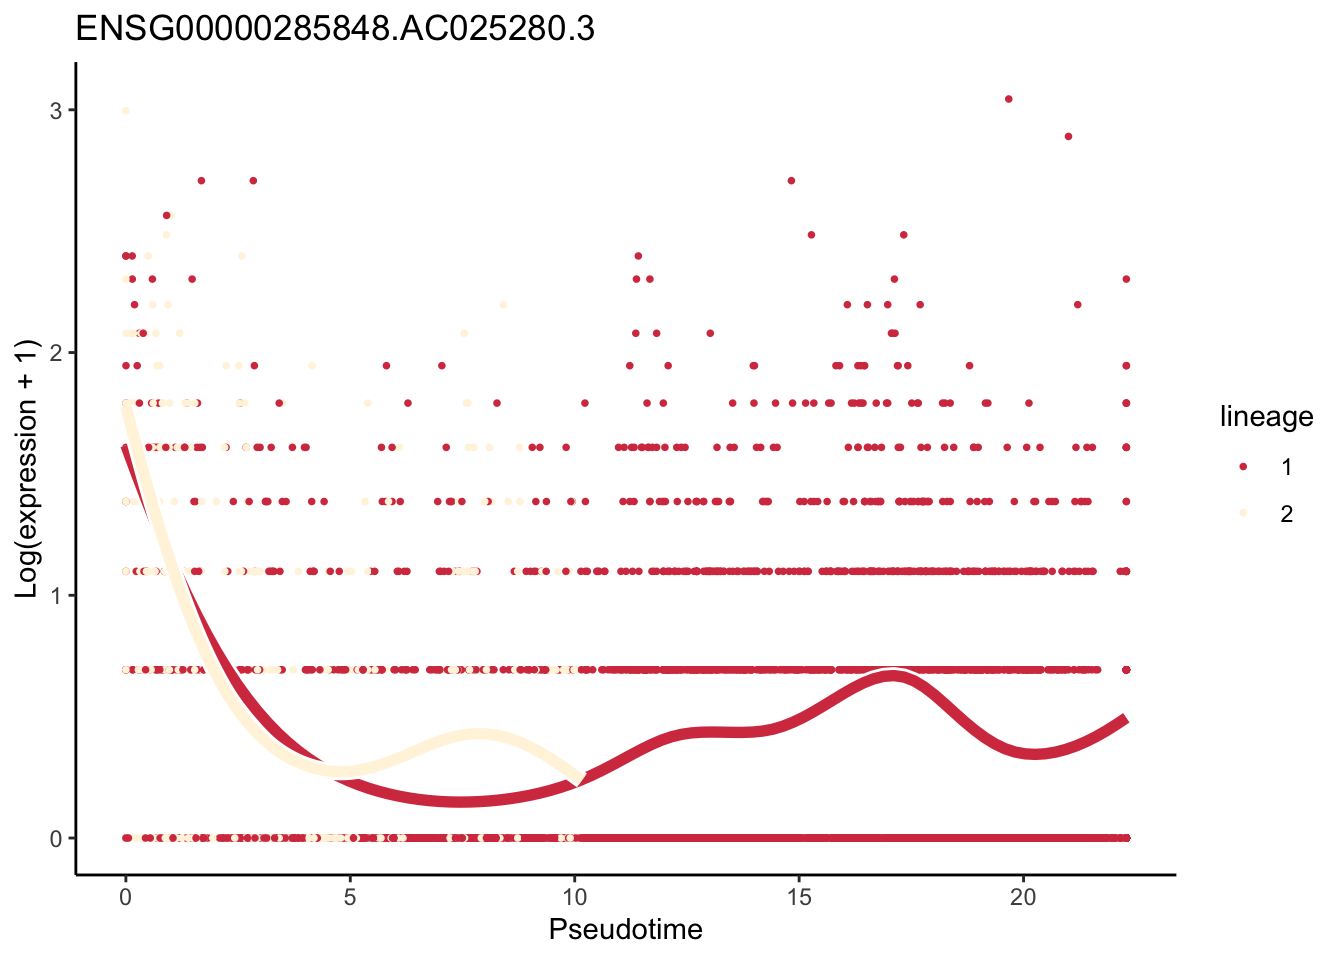 ENSG00000285848.AC025280.3
Log(expression + 1)
3
2
1
0
0 5 10 15 20
Pseudotime
lineage
1
2